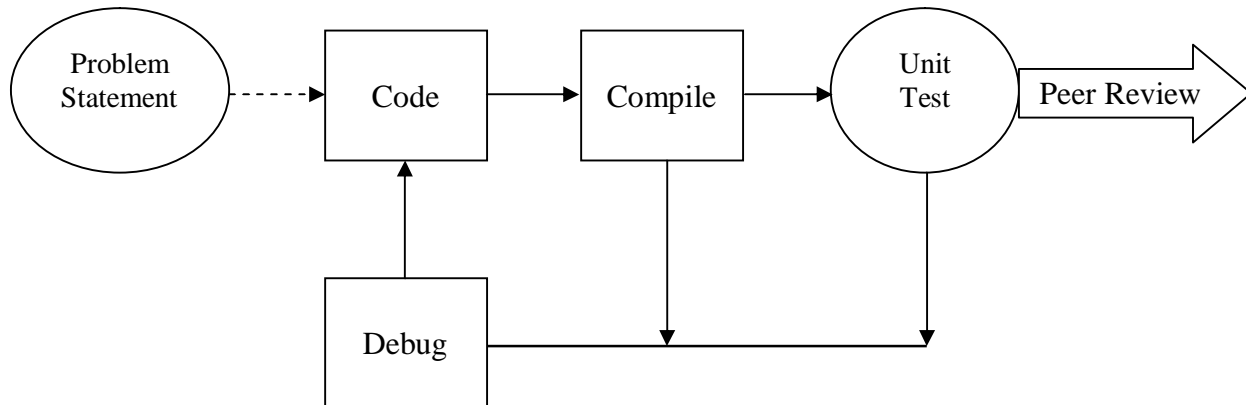 Problem
Statement
Code
Compile
Unit
Test
Peer Review
Debug